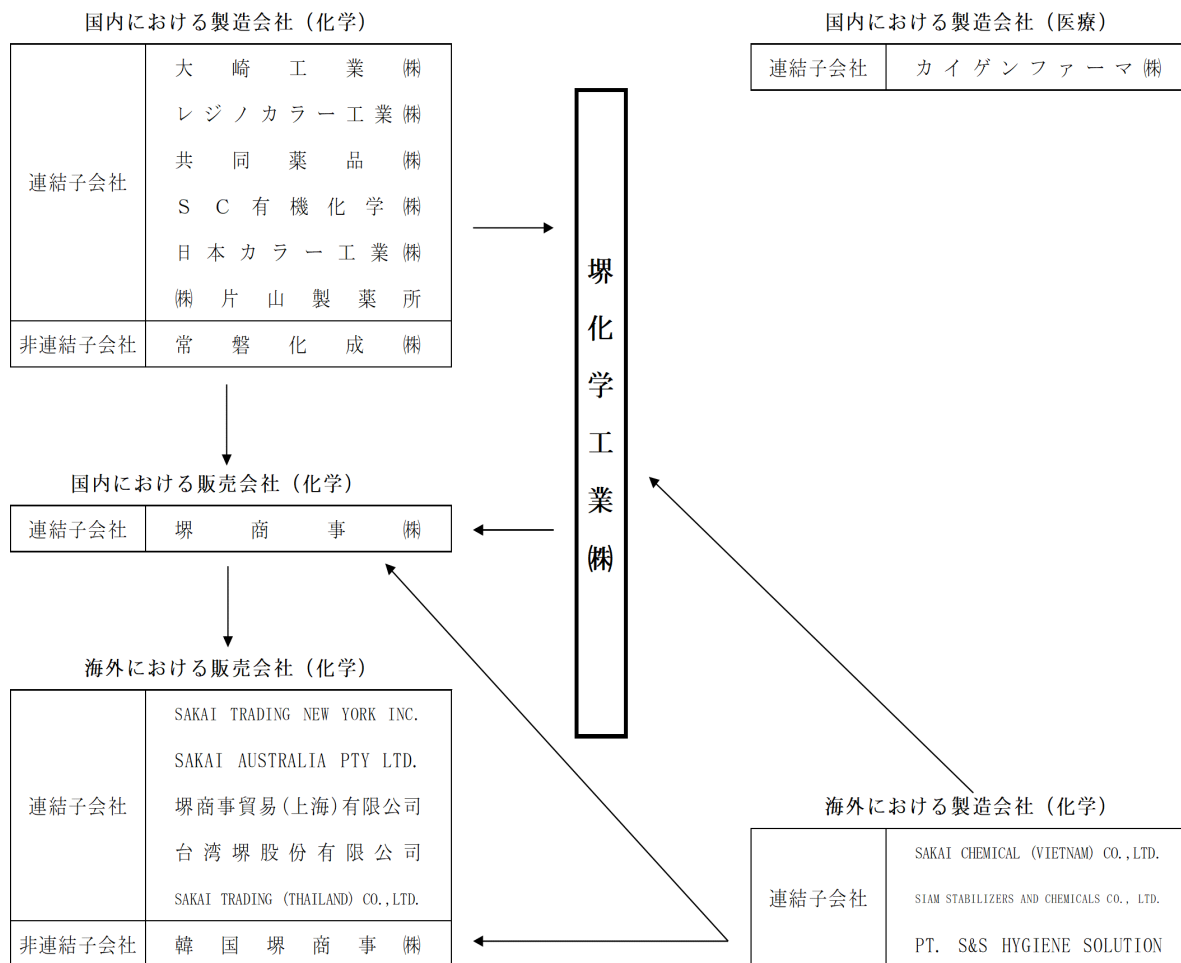 国内における製造会社（化学）
連結子会社
大崎工業㈱
レジノカラー工業㈱
共同薬品㈱
ＳＣ有機化学㈱
日本カラー工業㈱
㈱片山製薬所
非連結子会社
常磐化成㈱
国内における販売会社（化学）
連結子会社
堺商事㈱
海外における販売会社（化学）
連結子会社
SAKAI TRADING NEW YORK INC.
SAKAI AUSTRALIA PTY LTD.
堺商事貿易(上海)有限公司
台湾堺股份有限公司
SAKAI TRADING (THAILAND) CO.,LTD.
非連結子会社
韓国堺商事㈱
堺化学工業㈱
国内における製造会社（医療）
連結子会社
カイゲンファーマ㈱
海外における製造会社（化学）
連結子会社
SAKAI CHEMICAL (VIETNAM) CO.,LTD.
SIAM STABILIZERS AND CHEMICALS CO., LTD.
PT. S&S HYGIENE SOLUTION